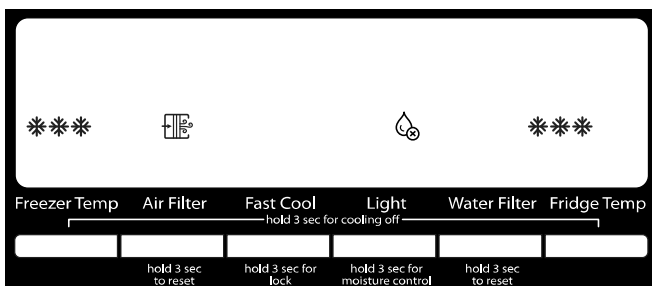 Freezer Temp Air Filter Fast Cool Light Water Filter Fridge Temp
hold 3 sec for cooling off
hold 3 sec to reset
hold 3 sec for lock
hold 3 sec for moisture control
hold 3 sec to reset